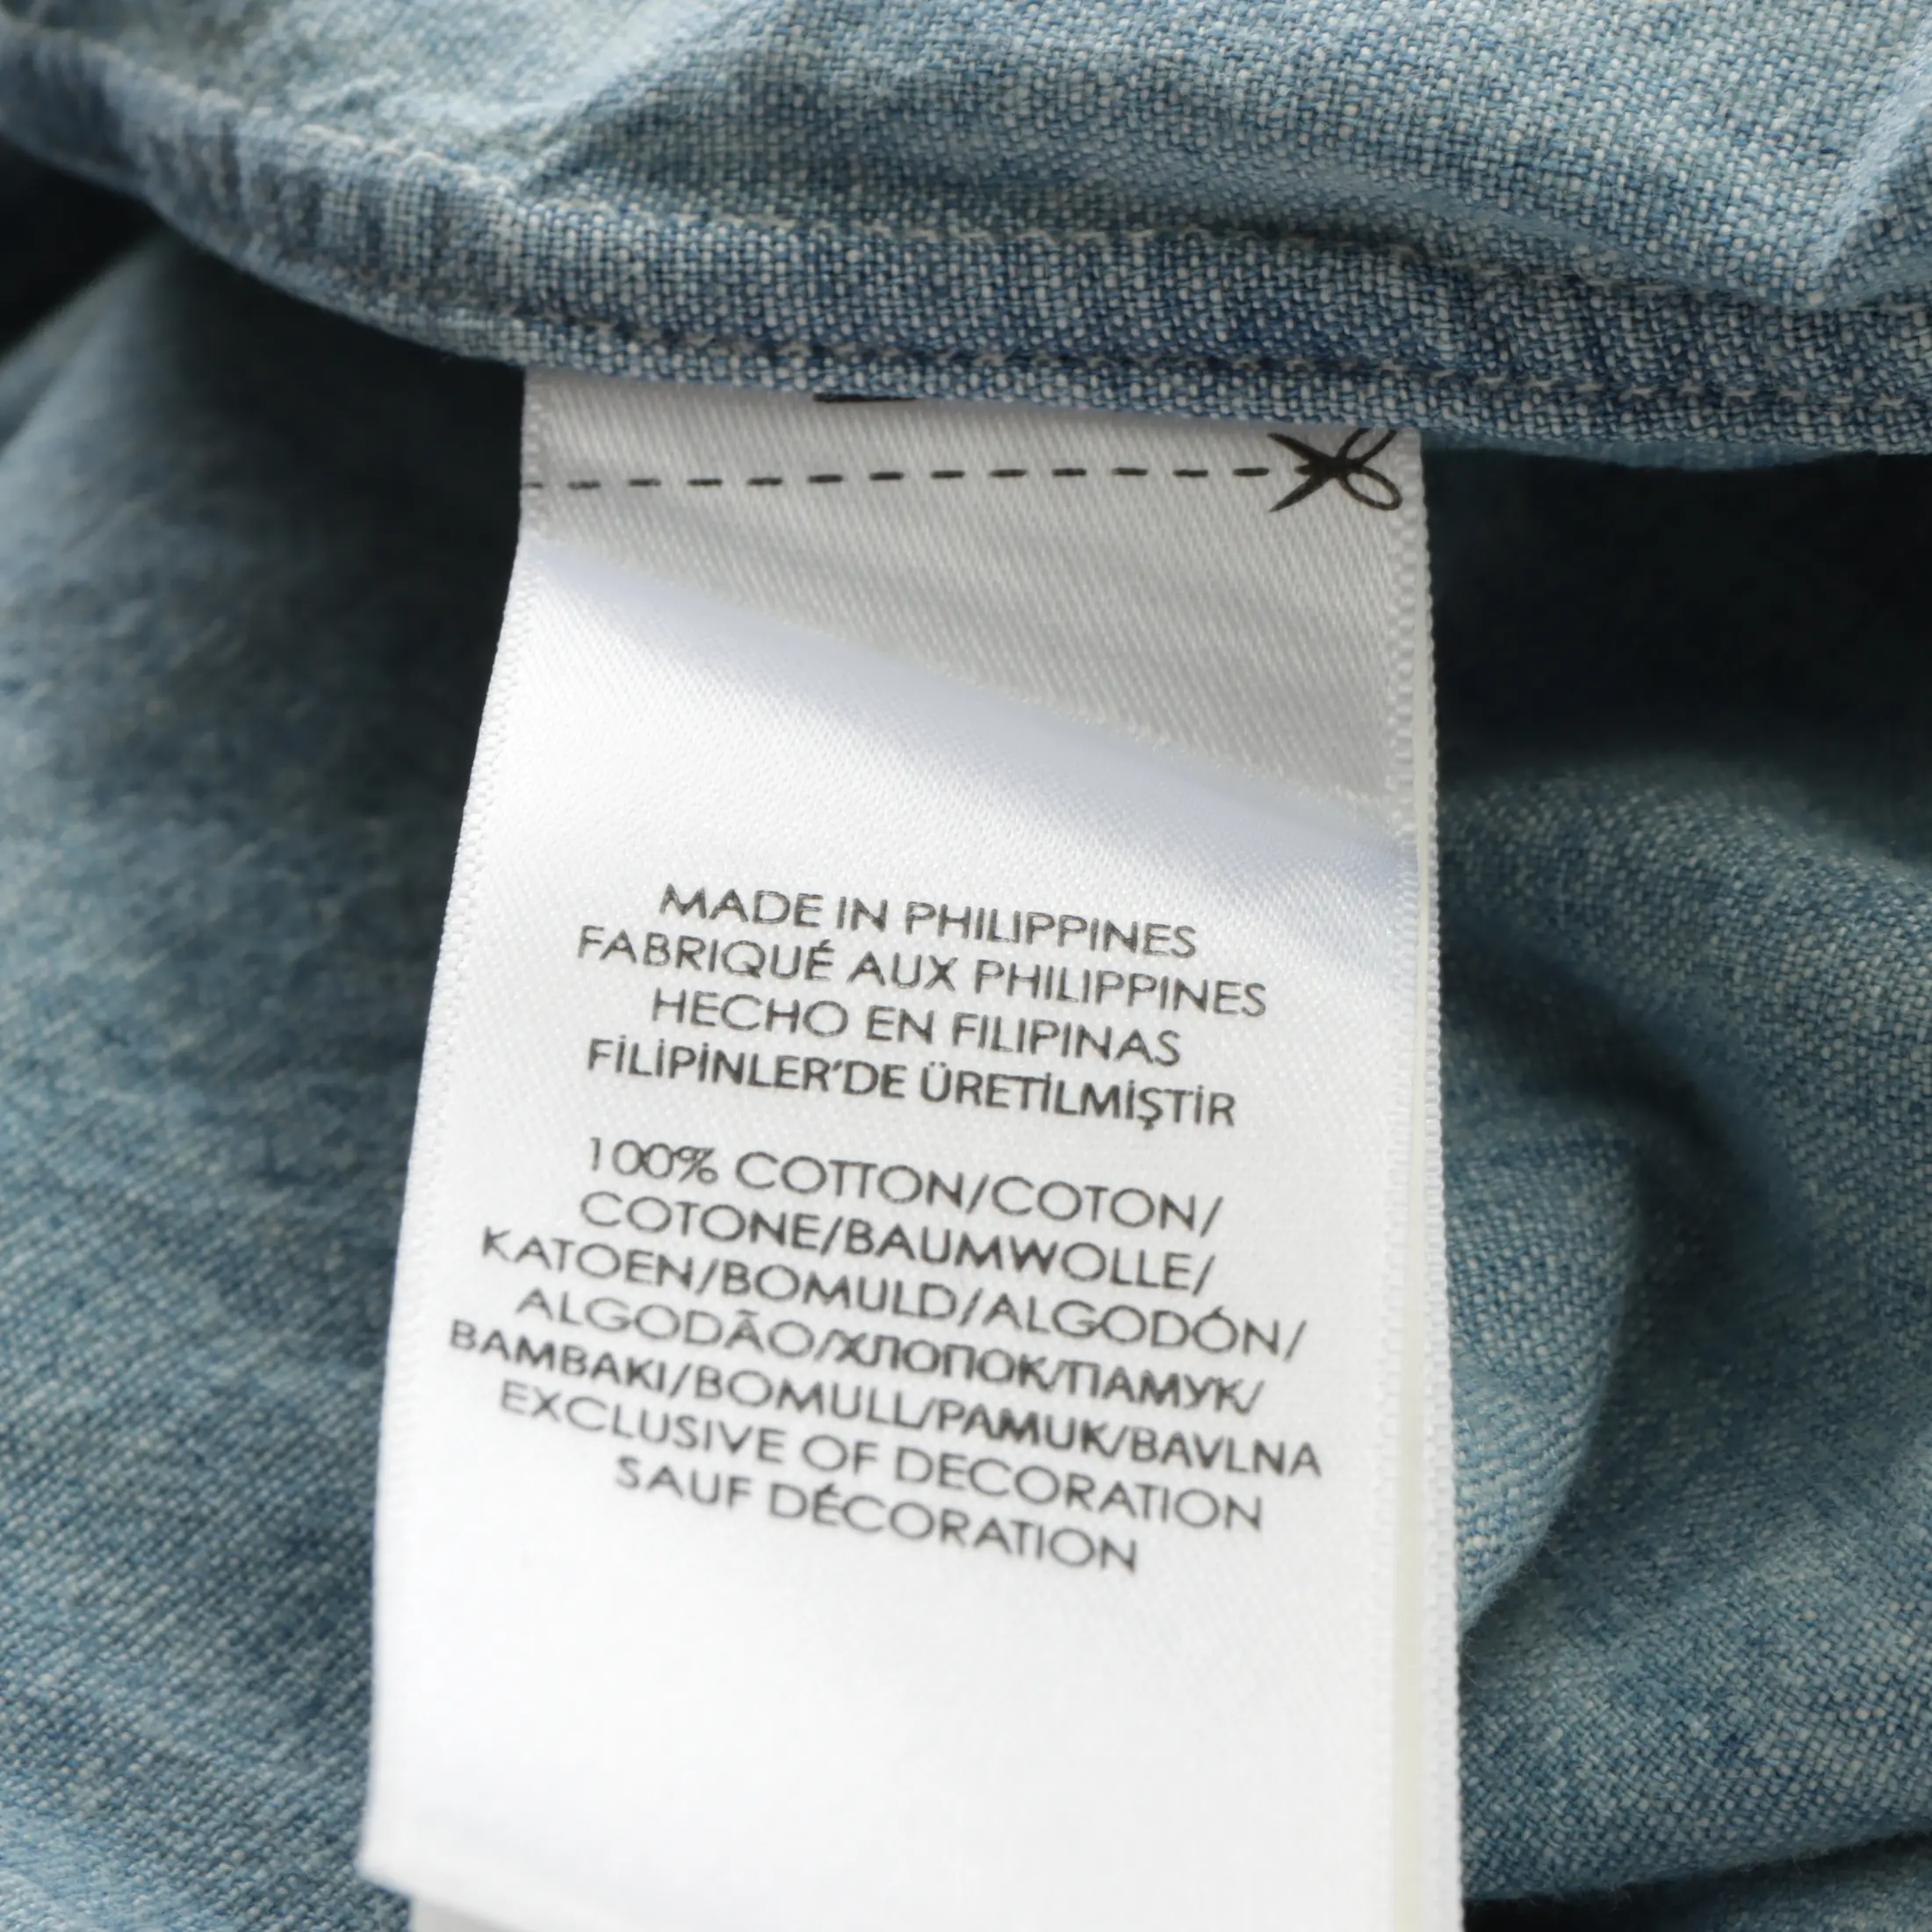 MADE IN PHILIPPINES
FABRIQUÉ AUX PHILIPPINES
HECHO EN FILIPINAS
FİLİPİNLER'DE ÜRETİLMİŞTİR
100% COTTON/COTON/
COTONE/BAUMWOLLE/
KATOEN/BOMULD/ALGODÓN/
ALGODÃO/ХЛОПОК/ПАМУК/
BAMBAKI/BOMULL/PAMUK/BAVLNA
EXCLUSIVE OF DECORATION
SAUF DÉCORATION